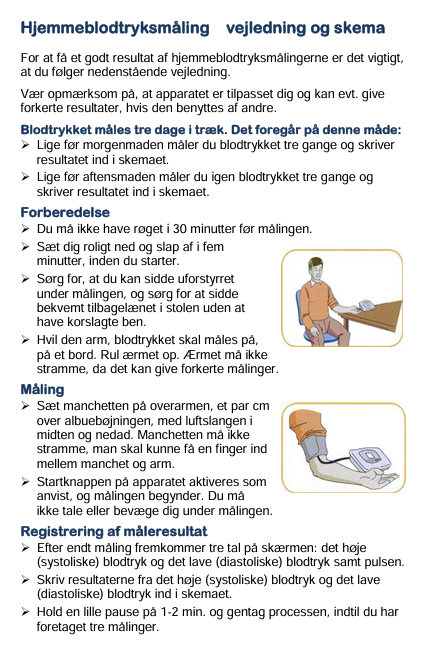 Hjemmeblodtryksmåling vejledning og skema
For at få et godt resultat af hjemmeblodtryksmålingerne er det vigtigt,
at du følger nedenstående vejledning.
Vær opmærksom på, at apparatet er tilpasset dig og kan evt. give
forkerte resultater, hvis den benyttes af andre.
Blodtrykket måles tre dage i træk. Det foregår på denne måde:
➢ Lige før morgenmaden måler du blodtrykket tre gange og skriver
resultatet ind i skemaet.
➢ Lige før aftensmaden måler du igen blodtrykket tre gange og
skriver resultatet ind i skemaet.
Forberedelse
➢ Du må ikke have røget i 30 minutter før målingen.
➢ Sæt dig roligt ned og slap af i fem
minutter, inden du starter.
➢ Sørg for, at du kan sidde uforstyrret
under målingen, og sørg for at sidde
bekvemt tilbagelænet i stolen uden at
have korslagte ben.
➢ Hvil den arm, blodtrykket skal måles på,
på et bord. Rul ærmet op. Ærmet må ikke
stramme, da det kan give forkerte målinger.
Måling
➢ Sæt manchetten på overarmen, et par cm
over albuebøjningen, med luftslangen i
midten og nedad. Manchetten må ikke
stramme, man skal kunne få en finger ind
mellem manchet og arm.
➢ Startknappen på apparatet aktiveres som
anvist, og målingen begynder. Du må
ikke tale eller bevæge dig under målingen.
Registrering af måleresultat
➢ Efter endt måling fremkommer tre tal på skærmen: det høje
(systoliske) blodtryk og det lave (diastoliske) blodtryk samt pulsen.
➢ Skriv resultaterne fra det høje (systoliske) blodtryk og det lave
(diastoliske) blodtryk ind i skemaet.
➢ Hold en lille pause på 1-2 min. og gentag processen, indtil du har
foretaget tre målinger.